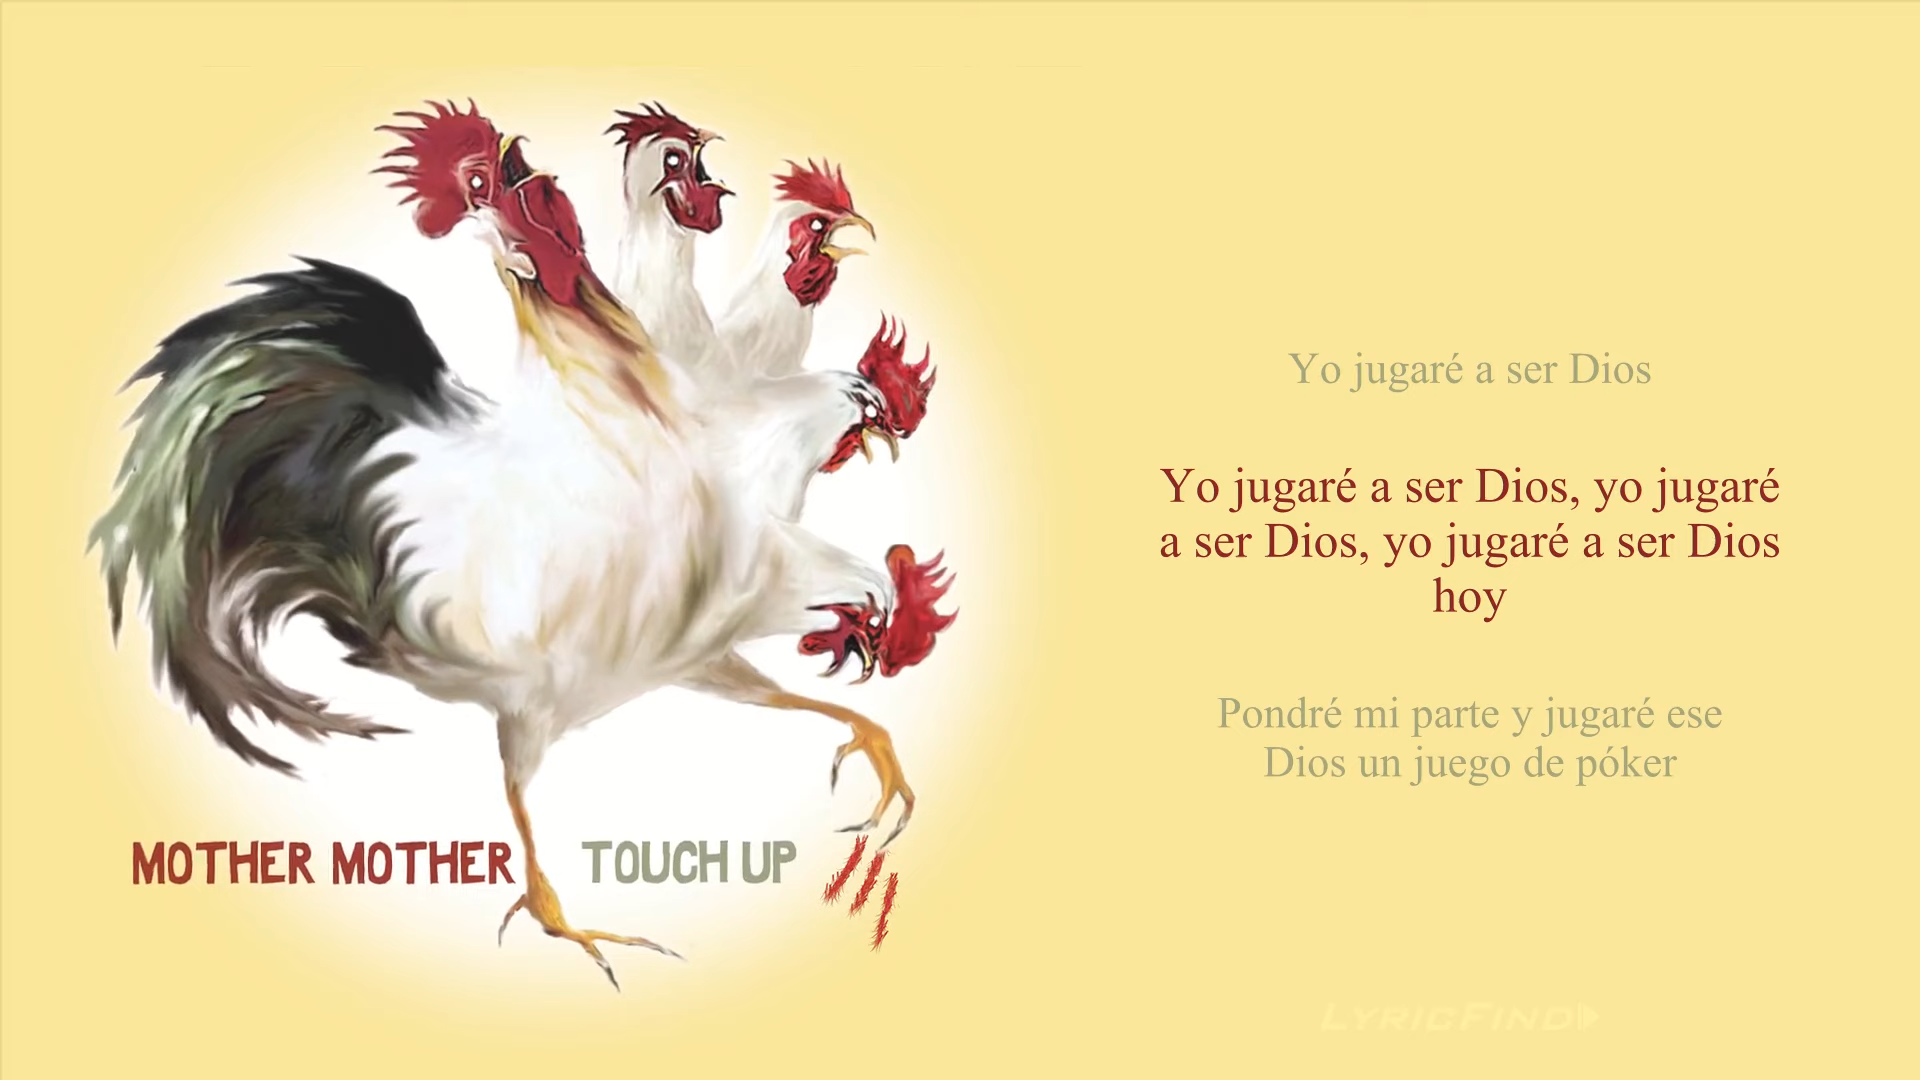 Yo jugaré a ser Dios
Yo jugaré a ser Dios, yo jugaré
a ser Dios, yo jugaré a ser Dios
hoy
Pondré mi parte y jugaré ese
Dios un juego de póker
MOTHER MOTHER TOUCH UP
LYRICFIND